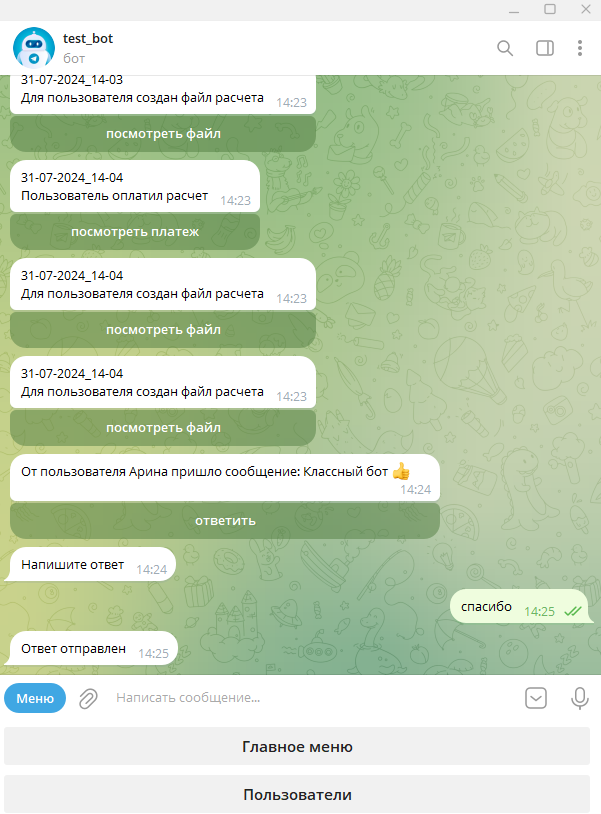 test_bot
бот
31-07-2024_14-03
Для пользователя создан файл расчета 14:23
посмотреть файл
31-07-2024_14-04
Пользователь оплатил расчет 14:23
посмотреть платеж
31-07-2024_14-04
Для пользователя создан файл расчета 14:23
посмотреть файл
31-07-2024_14-04
Для пользователя создан файл расчета 14:23
посмотреть файл
От пользователя Арина пришло сообщение: Классный бот 👍
14:24
ответить
Напишите ответ 14:24
спасибо 14:25
Ответ отправлен 14:25
Меню Написать сообщение...
Главное меню
Пользователи